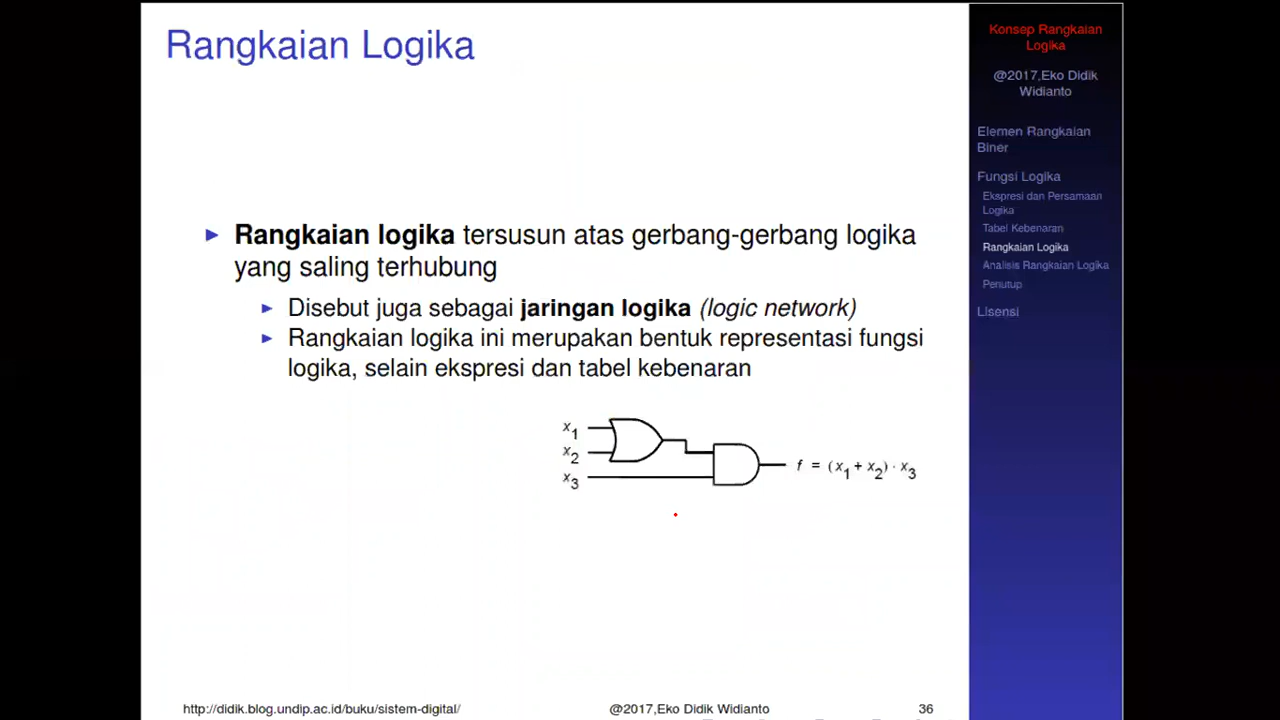 Rangkaian Logika
▶ Rangkaian logika tersusun atas gerbang-gerbang logika
yang saling terhubung
▶ Disebut juga sebagai jaringan logika (logic network)
▶ Rangkaian logika ini merupakan bentuk representasi fungsi
logika, selain ekspresi dan tabel kebenaran
x1
x2
x3
f = (x1 + x2) · x3
http://didik.blog.undip.ac.id/buku/sistem-digital/
@2017,Eko Didik Widianto
36
Konsep Rangkaian
Logika
@2017,Eko Didik
Widianto
Elemen Rangkaian
Biner
Fungsi Logika
Ekspresi dan Persamaan
Logika
Tabel Kebenaran
Rangkaian Logika
Analisis Rangkaian Logika
Penutup
Lisensi